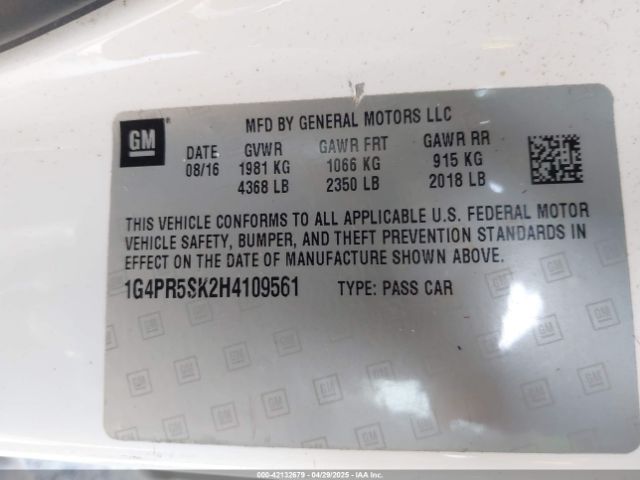 GM
MFD BY GENERAL MOTORS LLC
DATE GVWR GAWR FRT GAWR RR
08/16 1981 KG 1066 KG 915 KG
4368 LB 2350 LB 2018 LB
THIS VEHICLE CONFORMS TO ALL APPLICABLE U.S. FEDERAL MOTOR
VEHICLE SAFETY, BUMPER, AND THEFT PREVENTION STANDARDS IN
EFFECT ON THE DATE OF MANUFACTURE SHOWN ABOVE.
1G4PR5SK2H4109561 TYPE: PASS CAR
000-42132679 04/29/2025 IAA Inc.